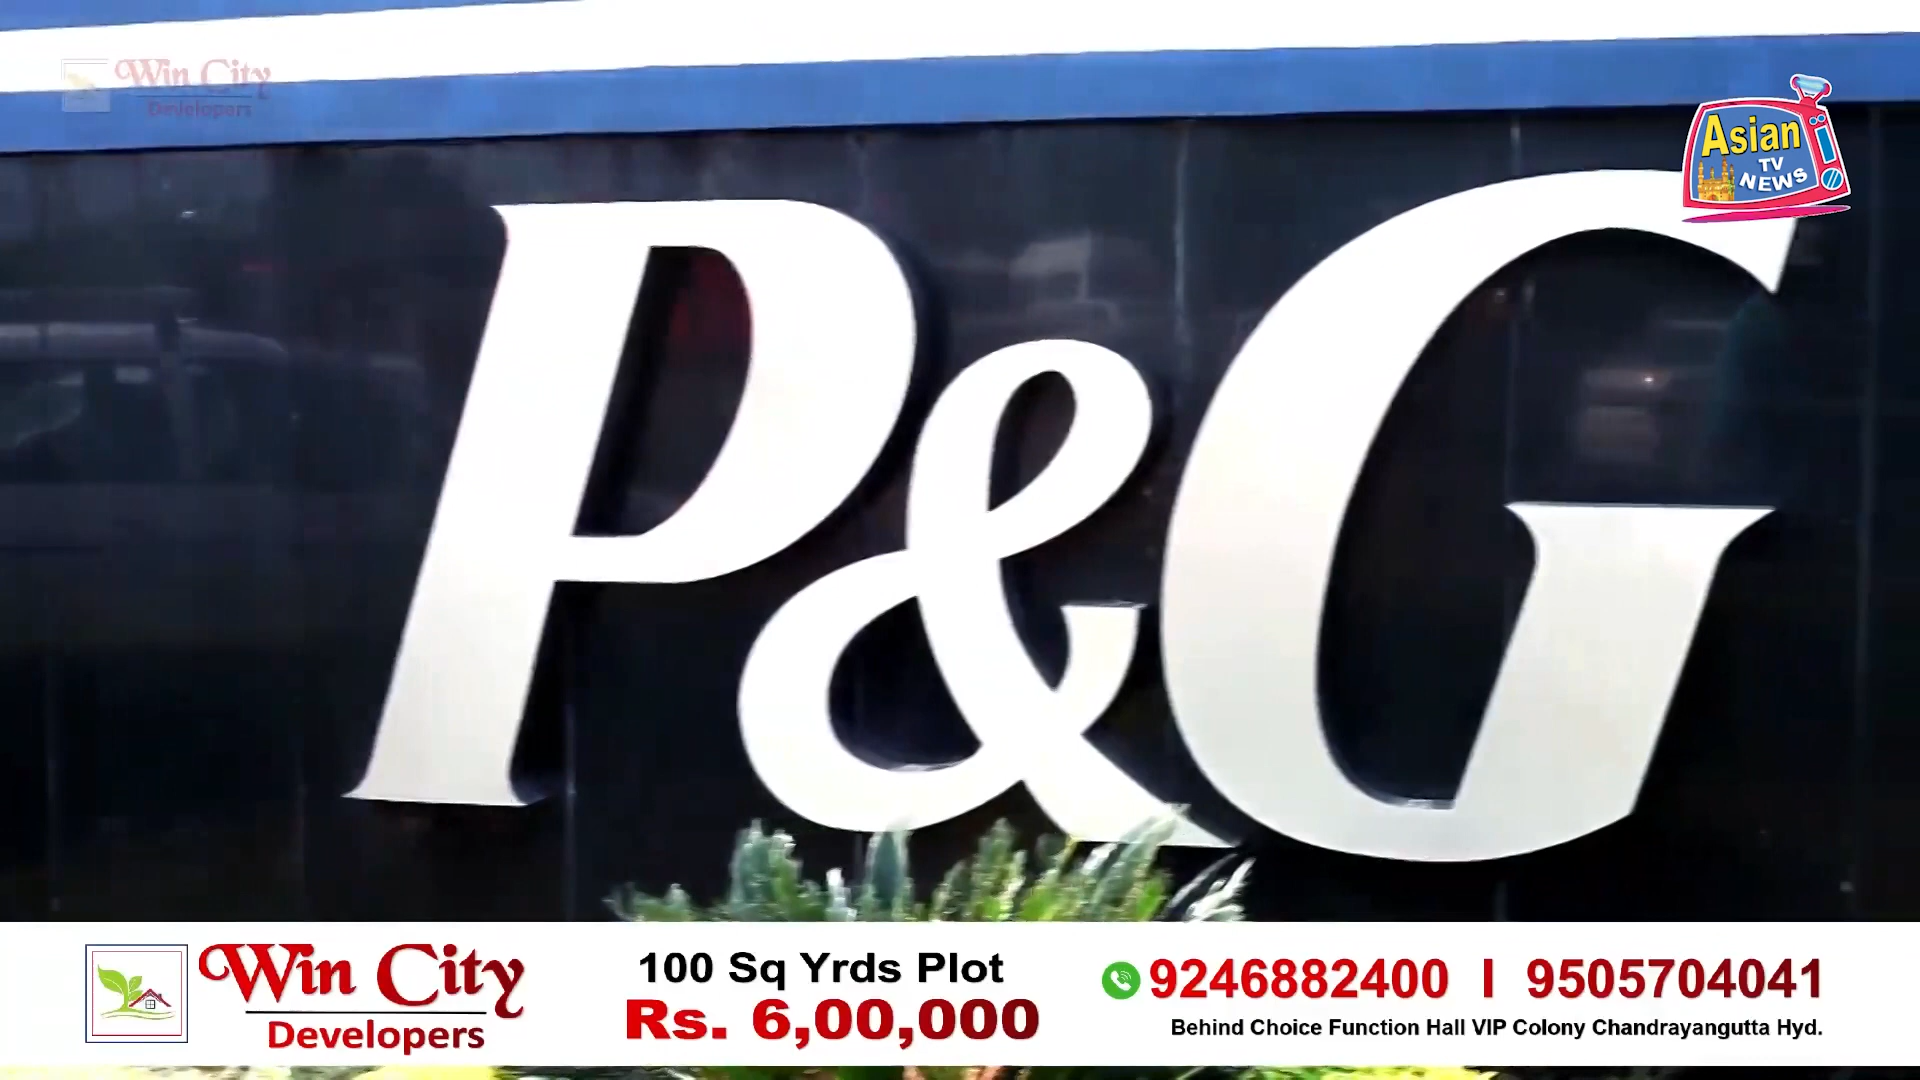 Win City
Developers
Asian
TV
NEWS
P&G
Win City
Developers
100 Sq Yrds Plot
Rs. 6,00,000
9246882400 I 9505704041
Behind Choice Function Hall VIP Colony Chandrayangutta Hyd.